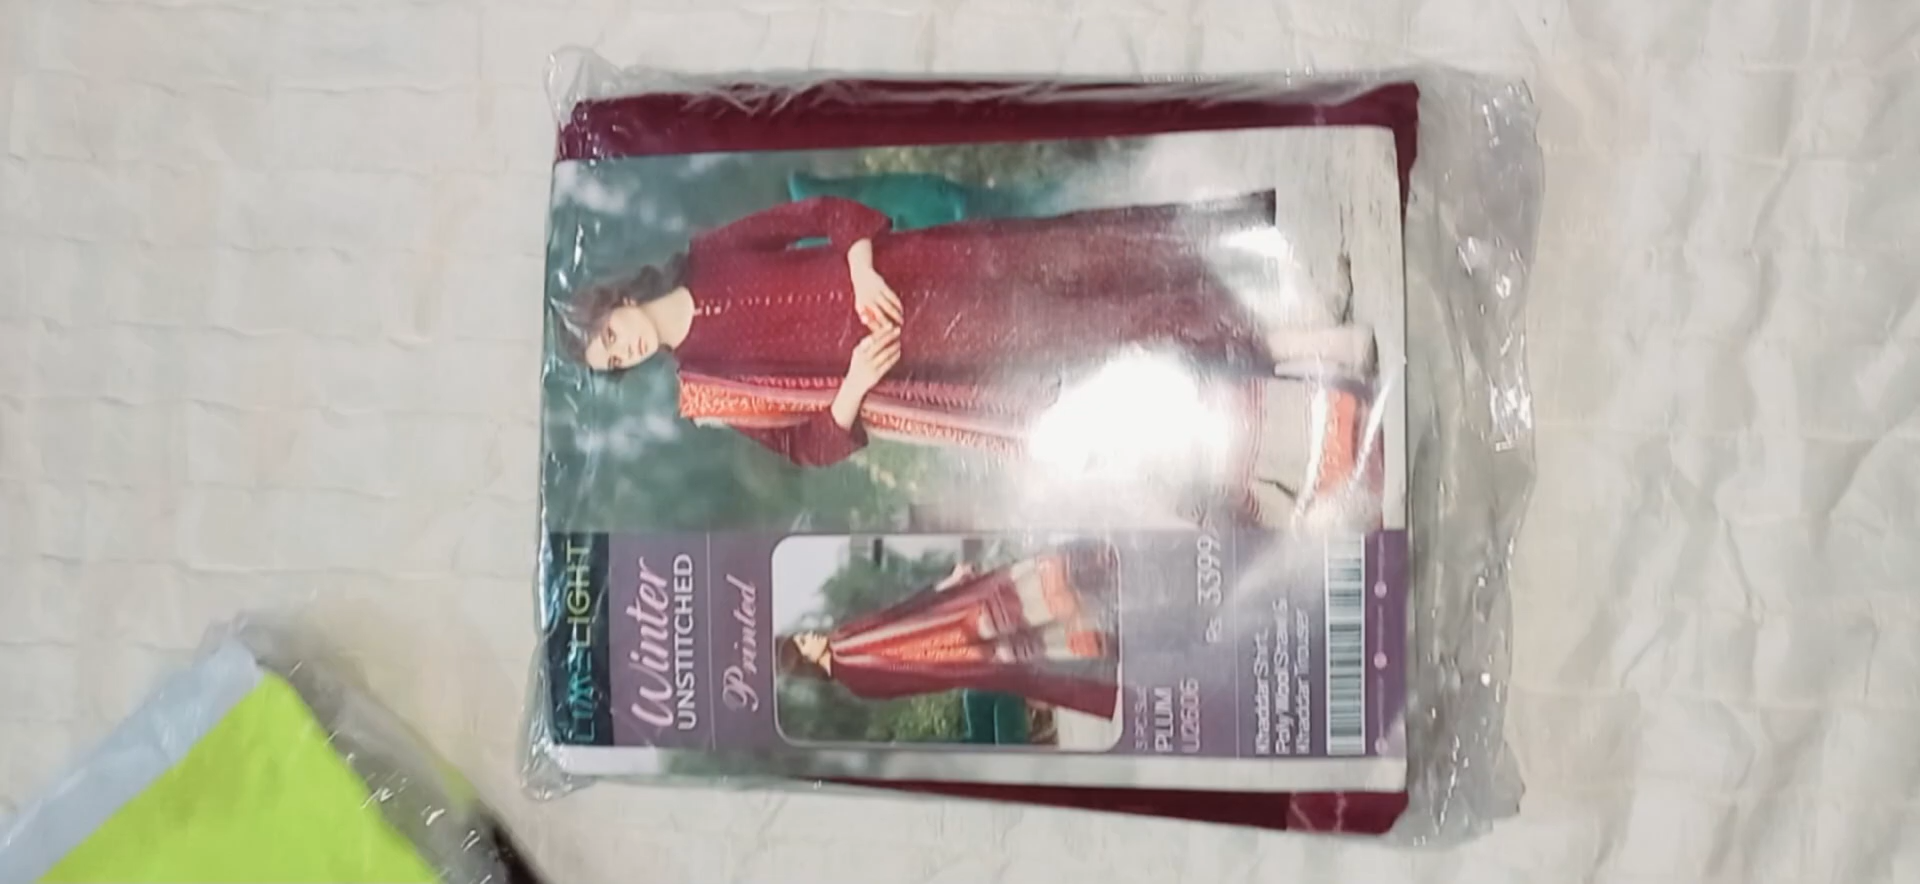 LIMELIGHT
Winter
UNSTITCHED
Printed
3 PC Suit
PLUM
U2606
Rs. 3399/-
Khaddar Shirt,
Poly Wool Shawl &
Khaddar Trouser